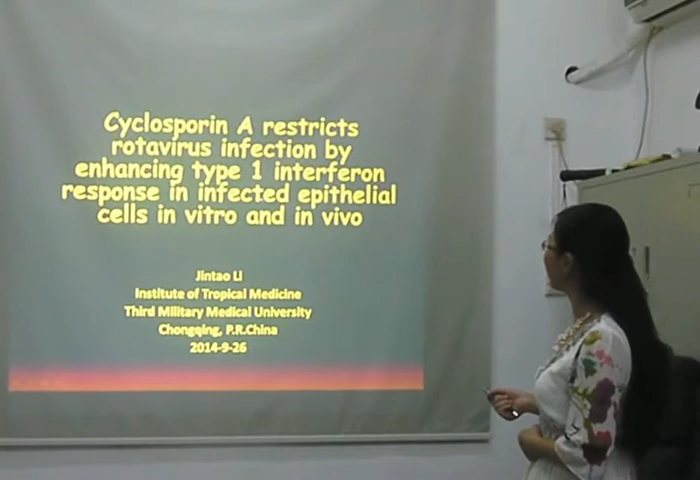 Cyclosporin A restricts
rotavirus infection by
enhancing type 1 interferon
response in infected epithelial
cells in vitro and in vivo
Jintao Li
Institute of Tropical Medicine
Third Military Medical University
Chongqing, P.R.China
2014-9-26